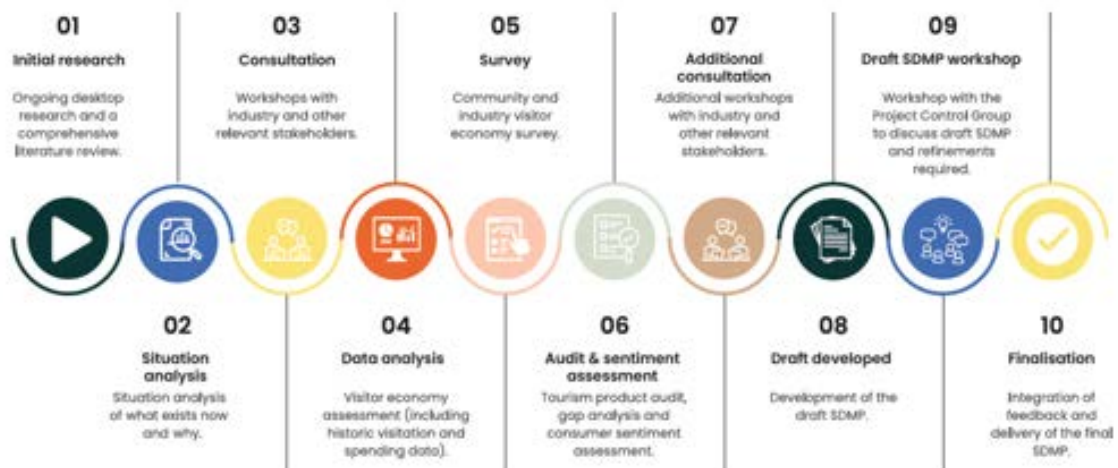 01
Initial research
Ongoing desktop
research and a
comprehensive
literature review.
02
Situation
analysis
Situation analysis
of what exists now
and why.
03
Consultation
Workshops with
industry and other
relevant stakeholders.
04
Data analysis
Visitor economy
assessment (including
historic visitation and
spending data).
05
Survey
Community and
industry visitor
economy survey.
06
Audit & sentiment
assessment
Tourism product audit,
gap analysis and
consumer sentiment
assessment.
07
Additional
consultation
Additional workshops
with industry and
other relevant
stakeholders.
08
Draft developed
Development of the
draft SDMP.
09
Draft SDMP workshop
Workshop with the
Project Control Group
to discuss draft SDMP
and refinements
required.
10
Finalisation
Integration of
feedback and
delivery of the final
SDMP.